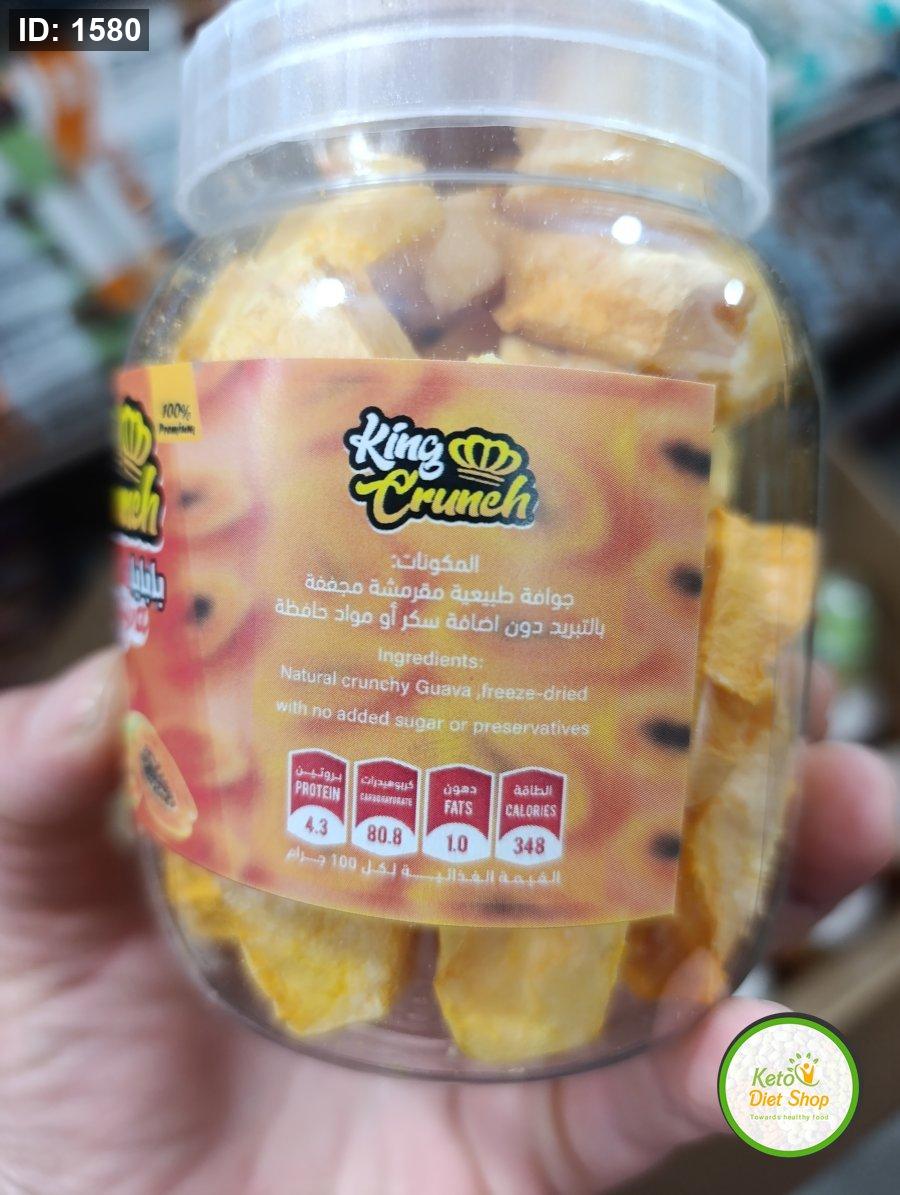 ID: 1580
100%
Premium
King
Crunch
المكونات:
جوافة طبيعية مقرمشة مجففة
بالتبريد دون اضافة سكر أو مواد حافظة
Ingredients:
Natural crunchy Guava ,freeze-dried
with no added sugar or preservatives
بروتين
PROTEIN
4.3
كربوهيدرات
CARBOHAYDRATE
80.8
دهون
FATS
1.0
الطاقة
CALORIES
348
القيمة الغذائية لكل 100 جرام
Keto
Diet Shop
Towards healthy food